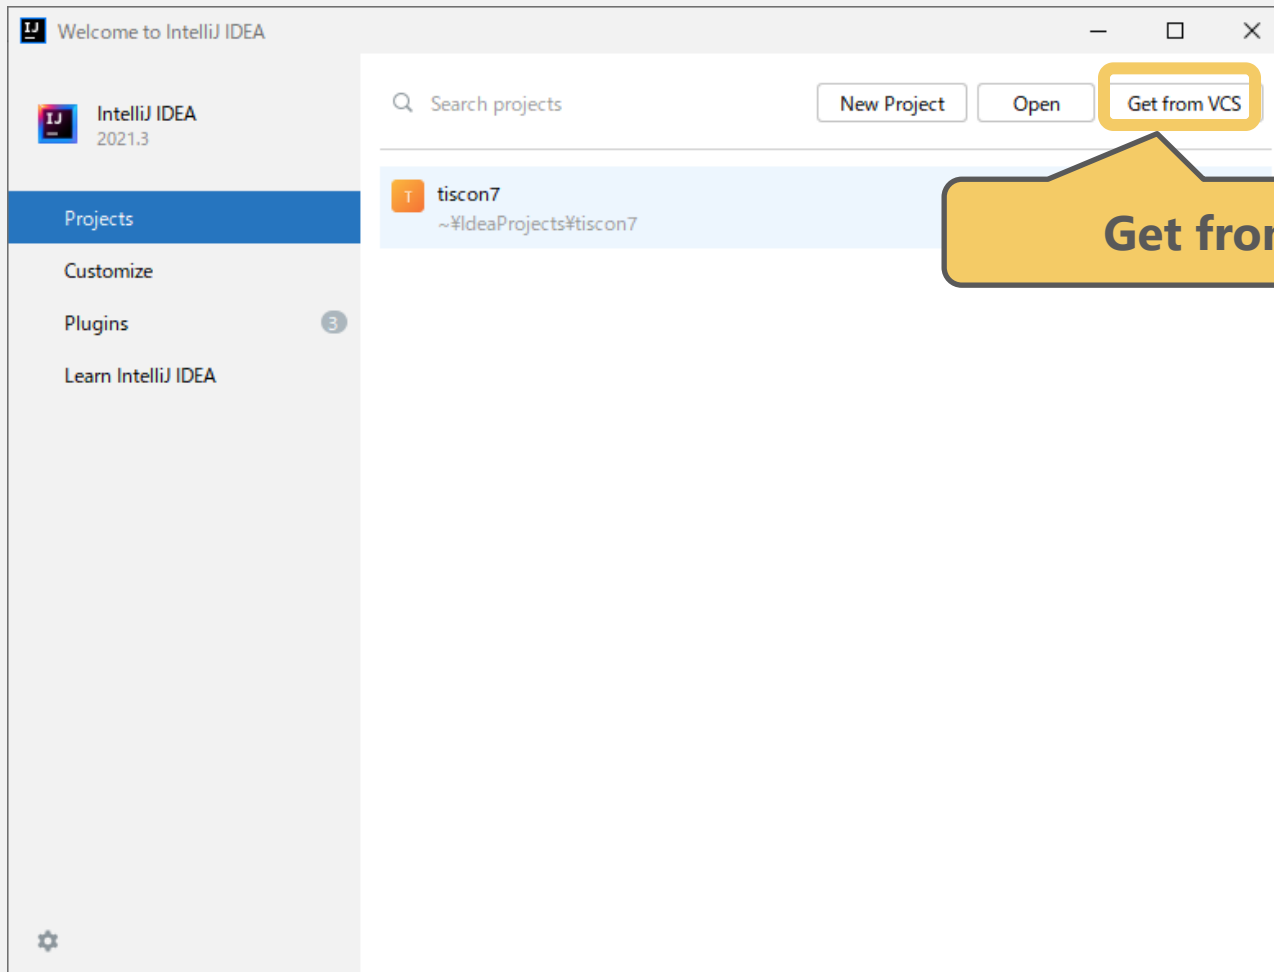 Welcome to IntelliJ IDEA
IntelliJ IDEA
2021.3
Search projects
New Project
Open
Get from VCS
tiscon7
~¥IdeaProjects¥tiscon7
Get
Projects
Customize
Plugins
3
Learn IntelliJ IDEA